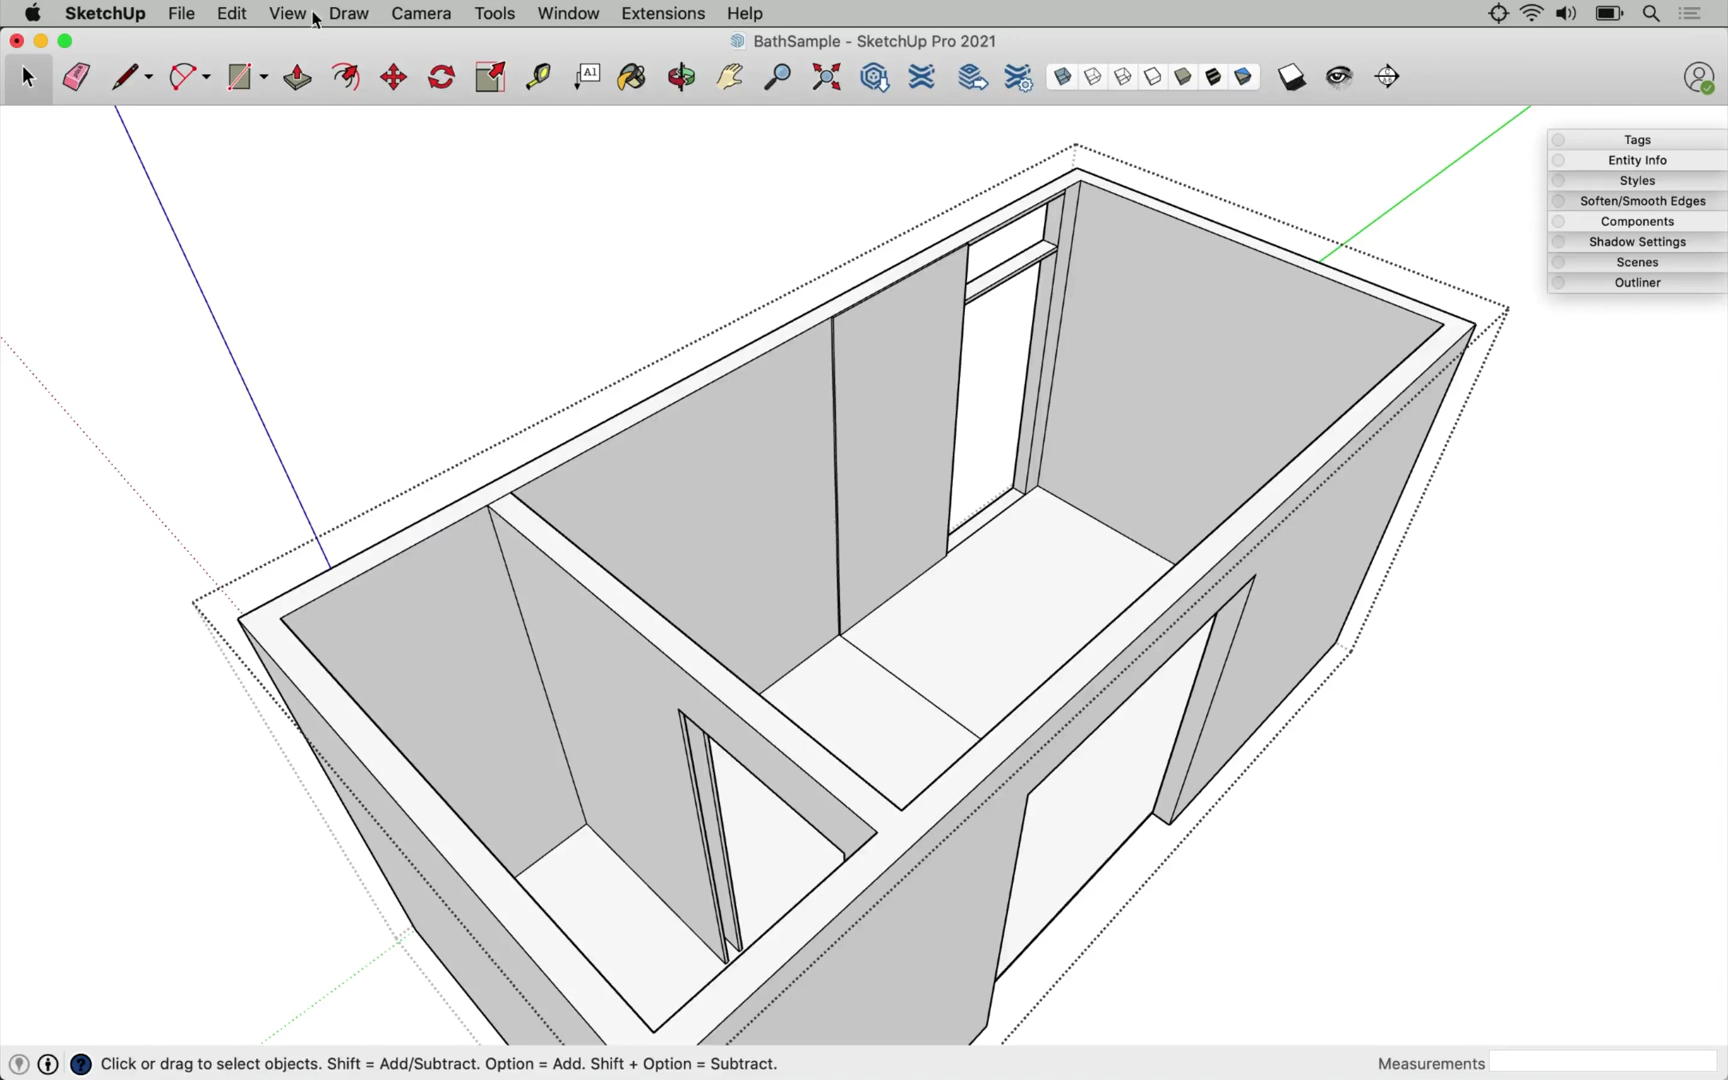 SketchUp File Edit View Draw Camera Tools Window Extensions Help
BathSample - SketchUp Pro 2021
A1
Tags
Entity Info
Styles
Soften/Smooth Edges
Components
Shadow Settings
Scenes
Outliner
Click or drag to select objects. Shift = Add/Subtract. Option = Add. Shift + Option = Subtract.
Measurements